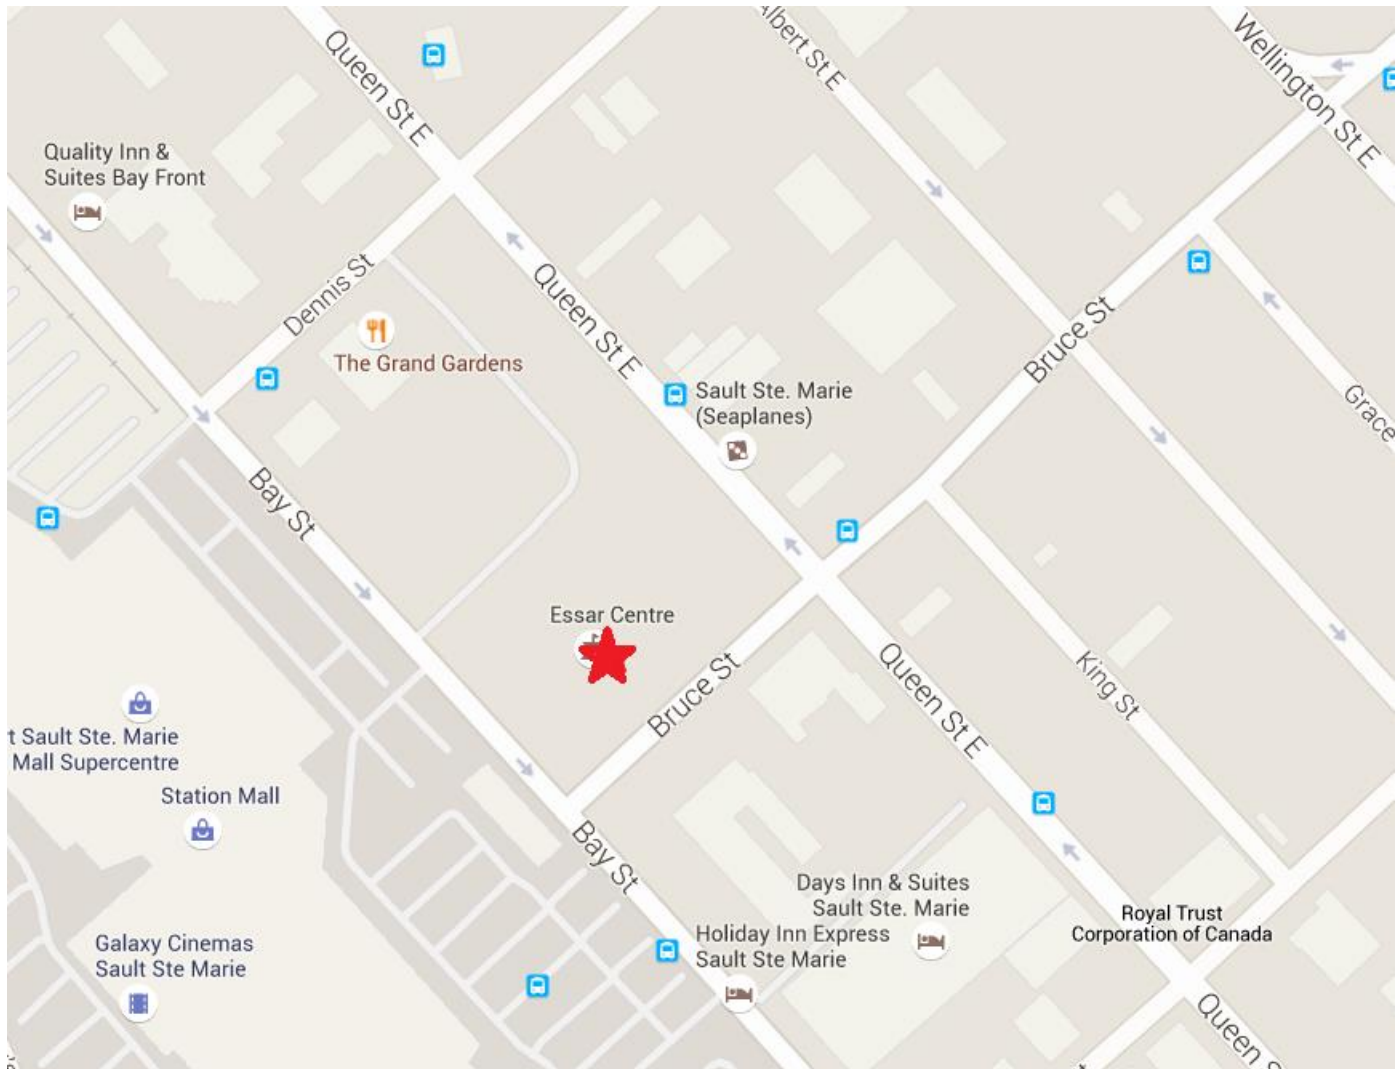 Queen St E
Albert St E
Wellington St E
Quality Inn &
Suites Bay Front
Dennis St
The Grand Gardens
Queen St E
Sault Ste. Marie
(Seaplanes)
Bruce St
Grace
Bay St
Essar Centre
Bruce St
Queen St E
King St
t Sault Ste. Marie
Mall Supercentre
Station Mall
Bay St
Days Inn & Suites
Sault Ste. Marie
Royal Trust
Corporation of Canada
Holiday Inn Express
Sault Ste Marie
Galaxy Cinemas
Sault Ste Marie
Queen S